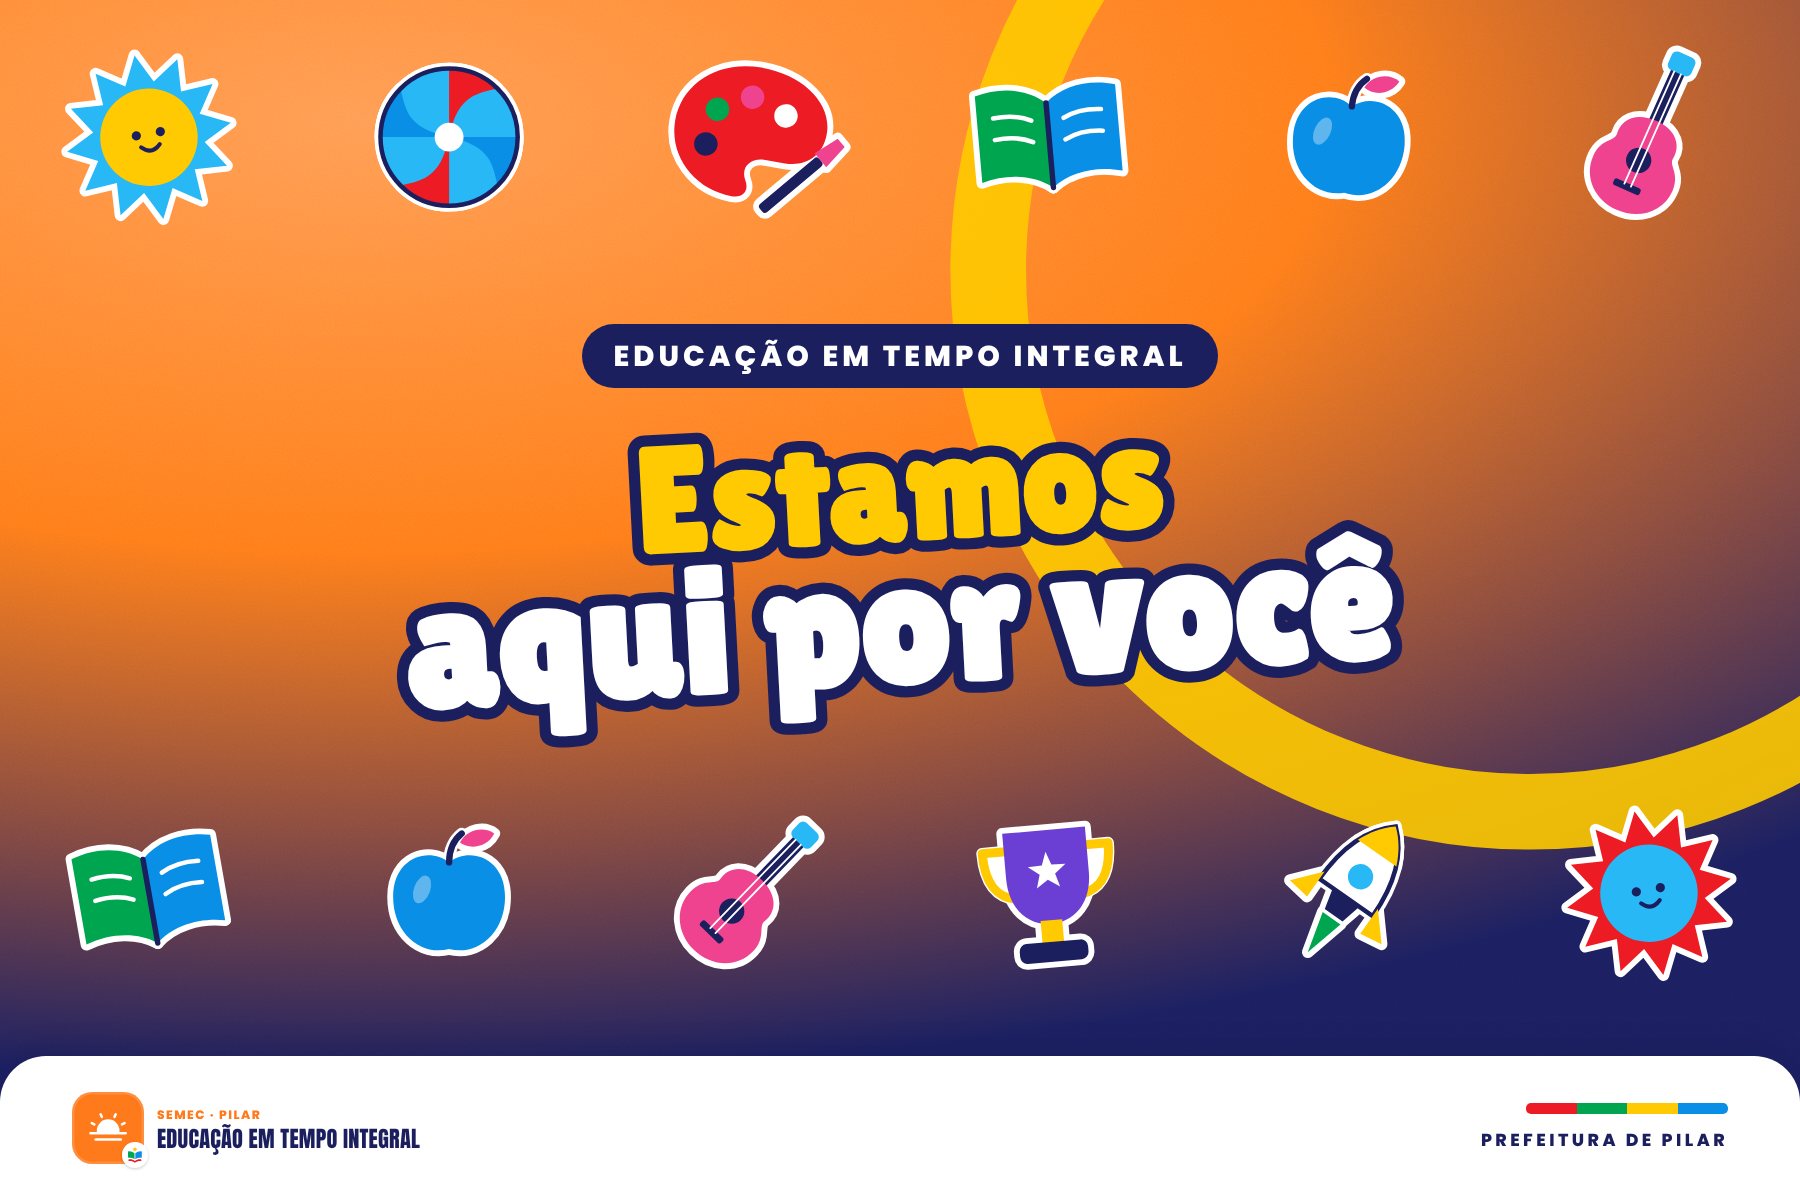 EDUCAÇÃO EM TEMPO INTEGRAL
Estamos
aqui por você
SEMEC · PILAR
EDUCAÇÃO EM TEMPO INTEGRAL
PREFEITURA DE PILAR